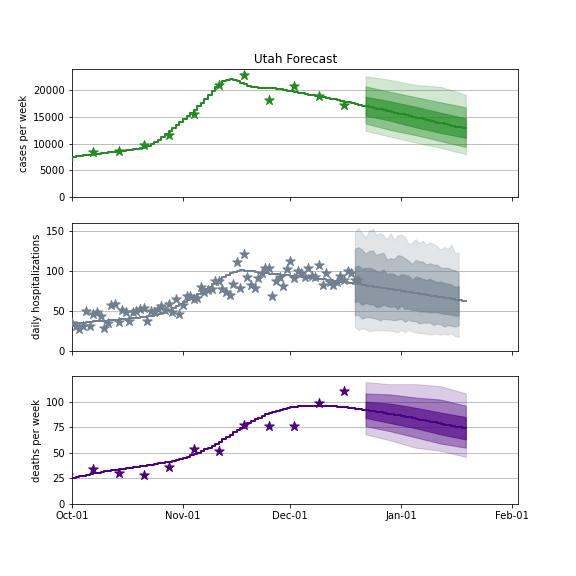 Utah Forecast
cases per week
20000
15000
10000
5000
0
daily hospitalizations
150
100
50
0
deaths per week
100
75
50
25
0
Oct-01 Nov-01 Dec-01 Jan-01 Feb-01